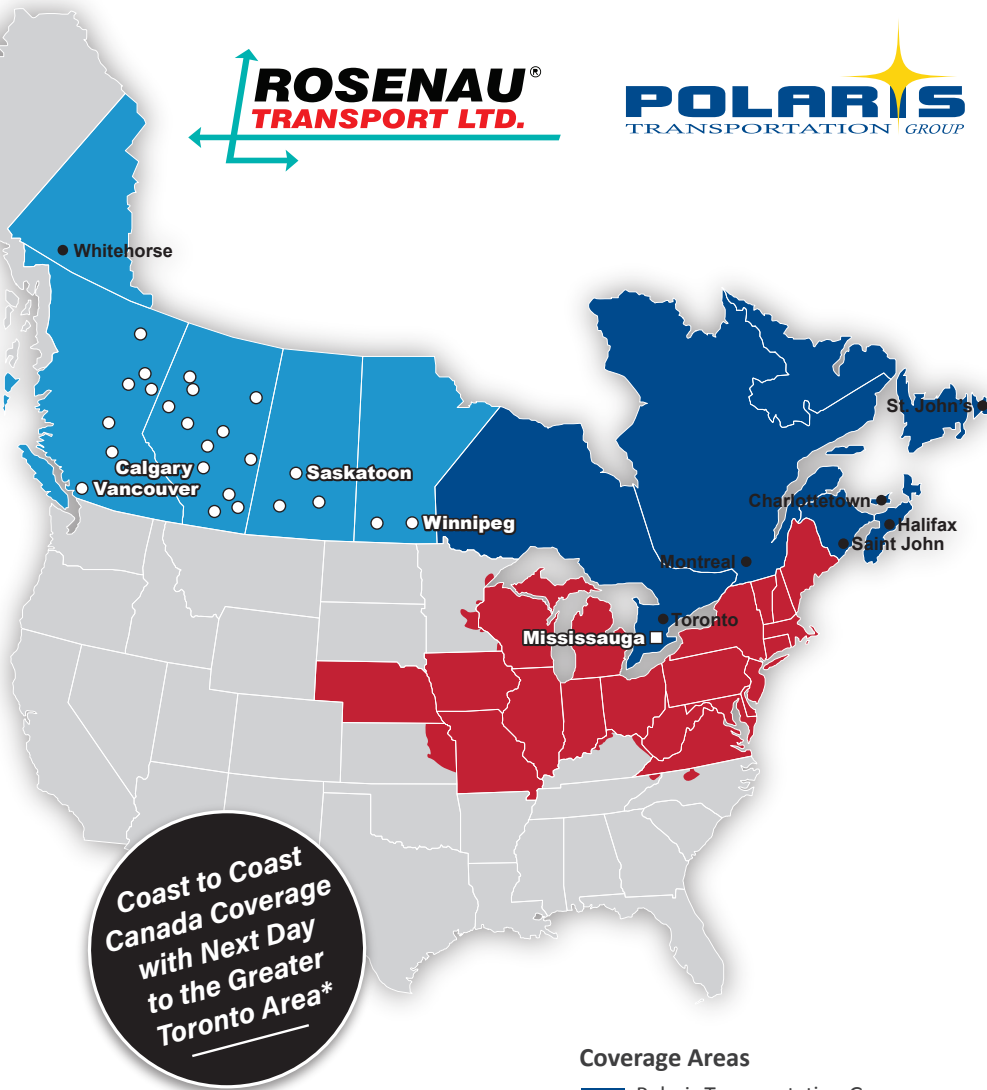 ROSENAU®
TRANSPORT LTD.
POLARIS
TRANSPORTATION GROUP
Whitehorse
St. John's
Calgary
Saskatoon
Vancouver
Charlottetown
Winnipeg
Halifax
Saint John
Montreal
Toronto
Mississauga
Coast to Coast
Canada Coverage
with Next Day
to the Greater
Toronto Area*
Coverage Areas